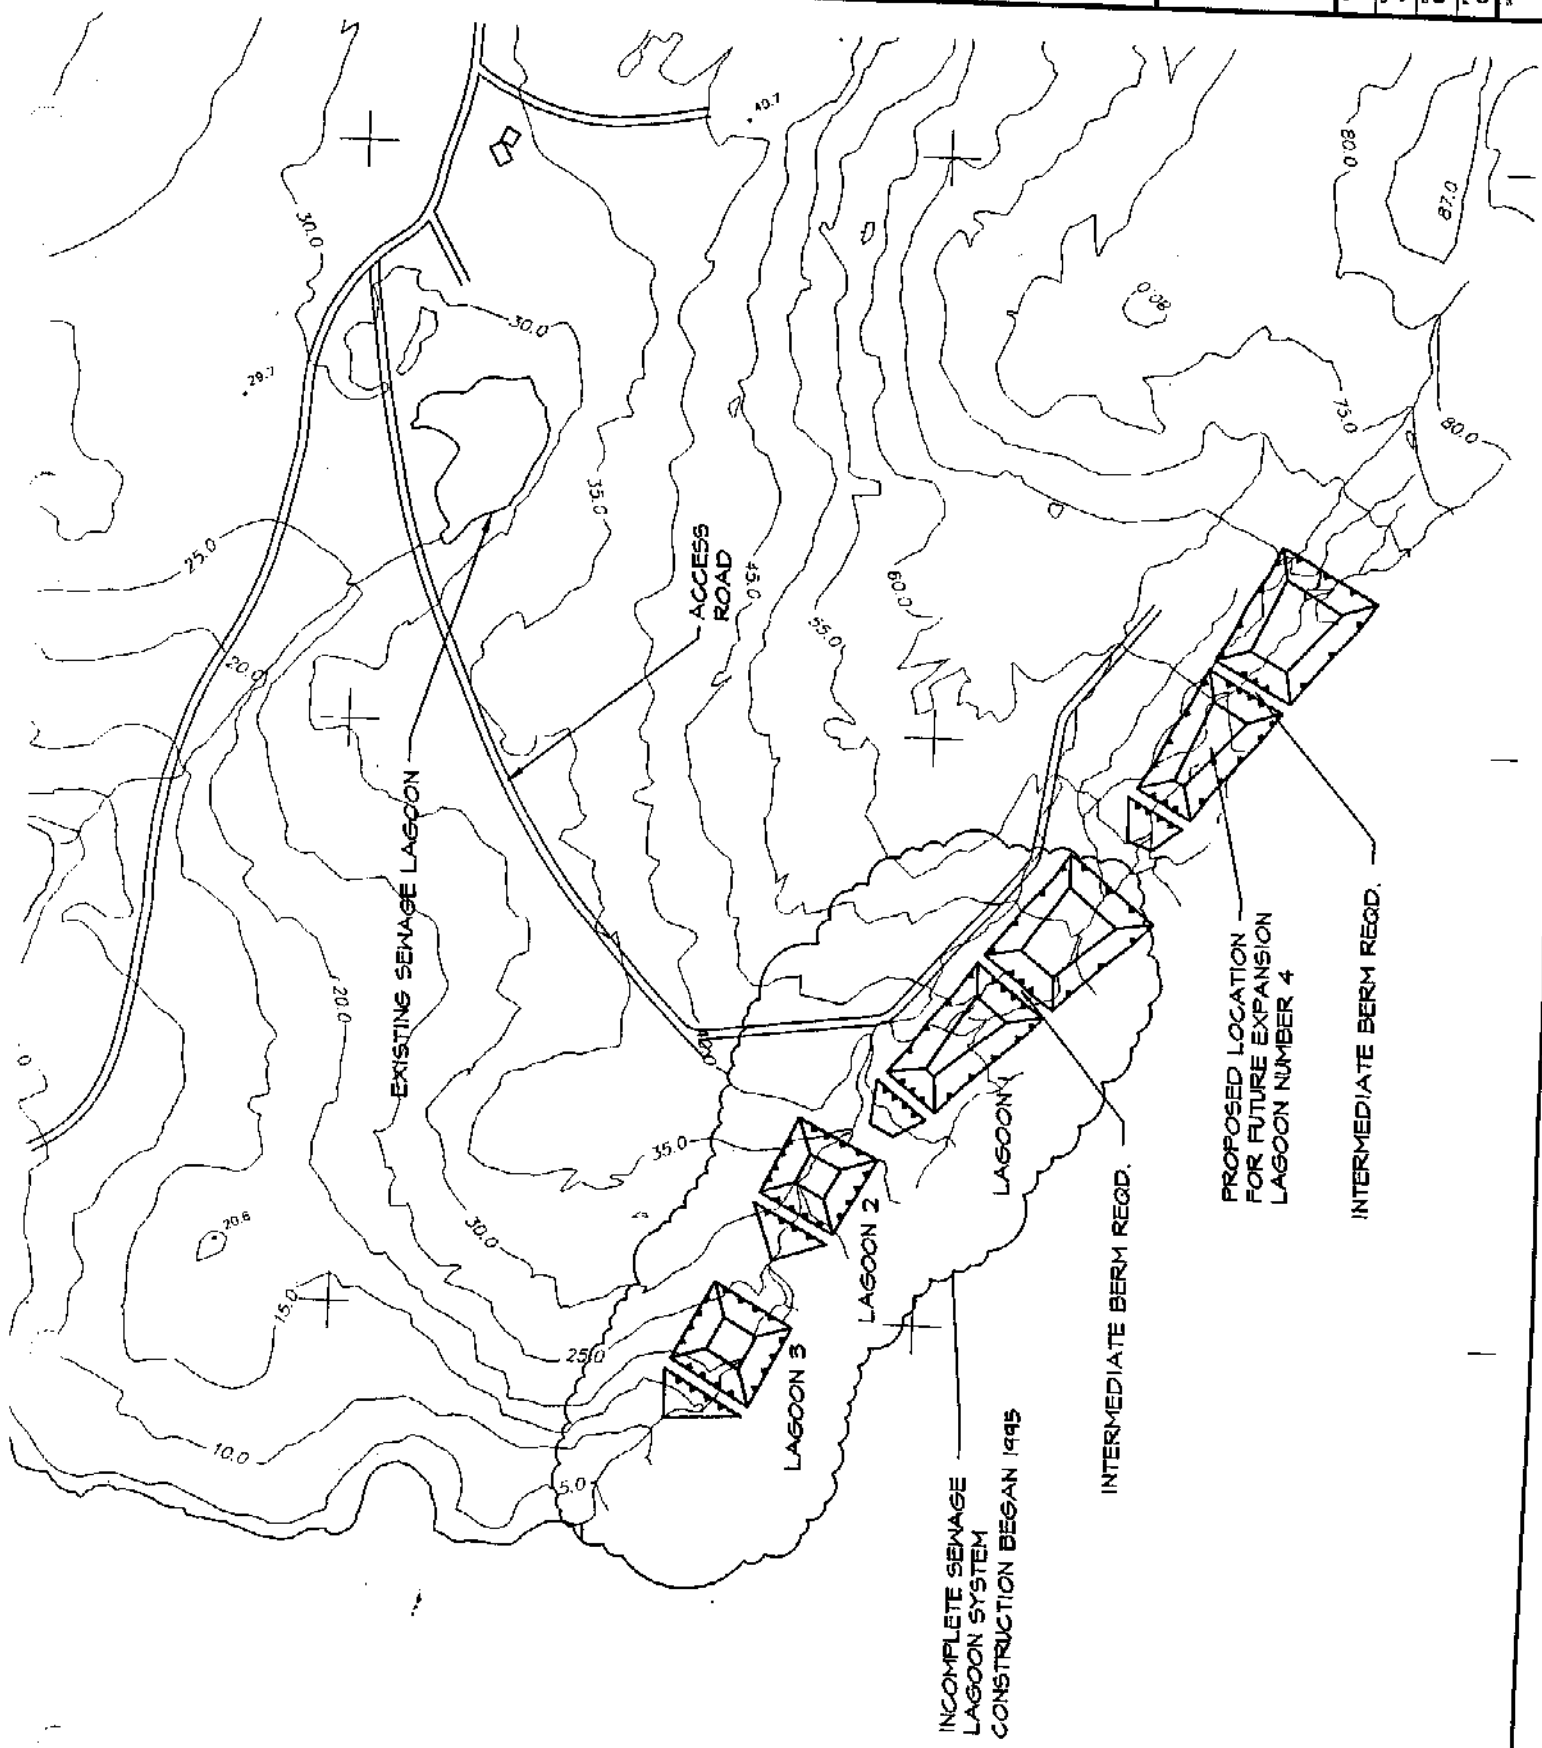 40.7
30.0
80.0
87.0
30.0
80.0
29.7
75.0
80.0
35.0
25.0
ACCESS
ROAD
45.0
60.0
55.0
20.0
EXISTING SEWAGE LAGOON
20.0
40.0
35.0
LAGOON
PROPOSED LOCATION
FOR FUTURE EXPANSION
LAGOON NUMBER 4
INTERMEDIATE BERM REQD.
30.0
20.6
15.0
LAGOON 2
25.0
LAGOON 3
INTERMEDIATE BERM REQD.
10.0
5.0
INCOMPLETE SEWAGE
LAGOON SYSTEM
CONSTRUCTION BEGAN 1995